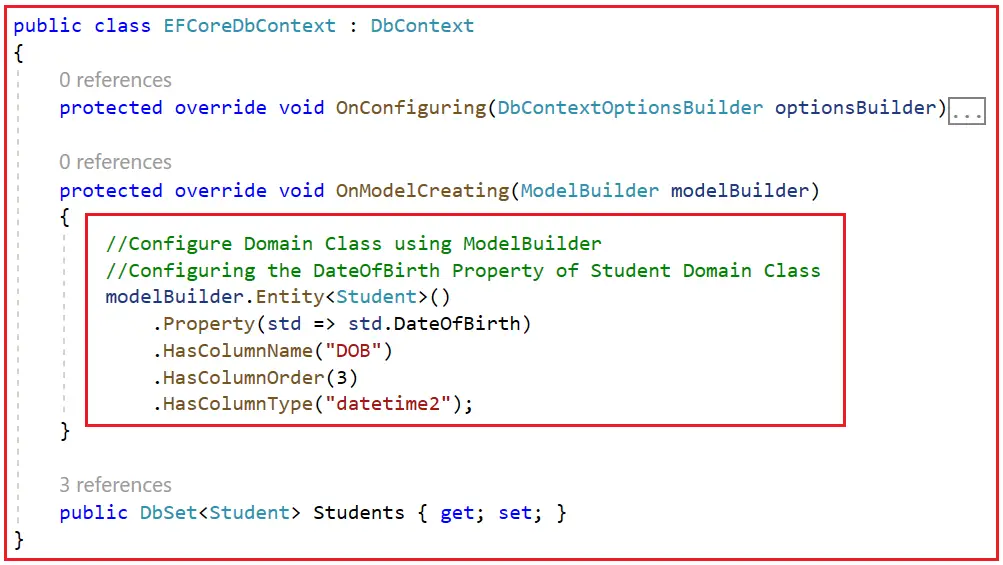 public class EFCoreDbContext : DbContext
{
0 references
protected override void OnConfiguring(DbContextOptionsBuilder optionsBuilder)...
0 references
protected override void OnModelCreating(ModelBuilder modelBuilder)
{
//Configure Domain Class using ModelBuilder
//Configuring the DateOfBirth Property of Student Domain Class
modelBuilder.Entity<Student>()
.Property(std => std.DateOfBirth)
.HasColumnName("DOB")
.HasColumnOrder(3)
.HasColumnType("datetime2");
}
3 references
public DbSet<Student> Students { get; set; }
}